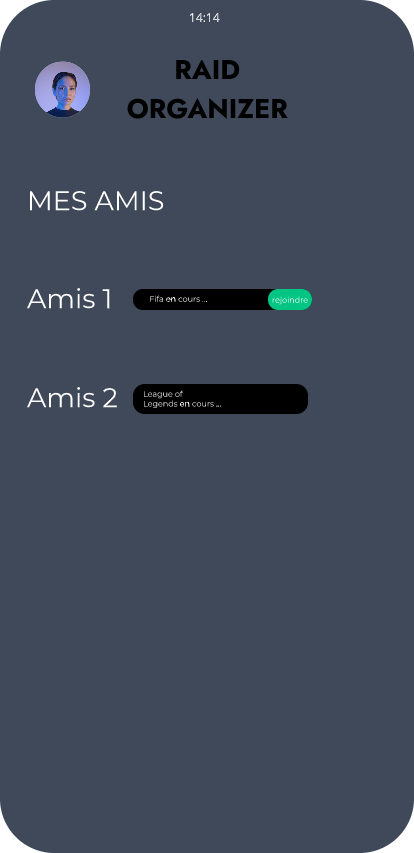 14:14
RAID
ORGANIZER
MES AMIS
Amis 1
Fifa en cours ...
rejoindre
Amis 2
League of
Legends en cours ...